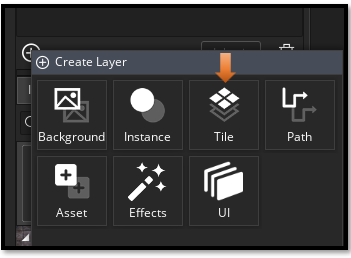 Create Layer
Background Instance Tile Path
Asset Effects UI